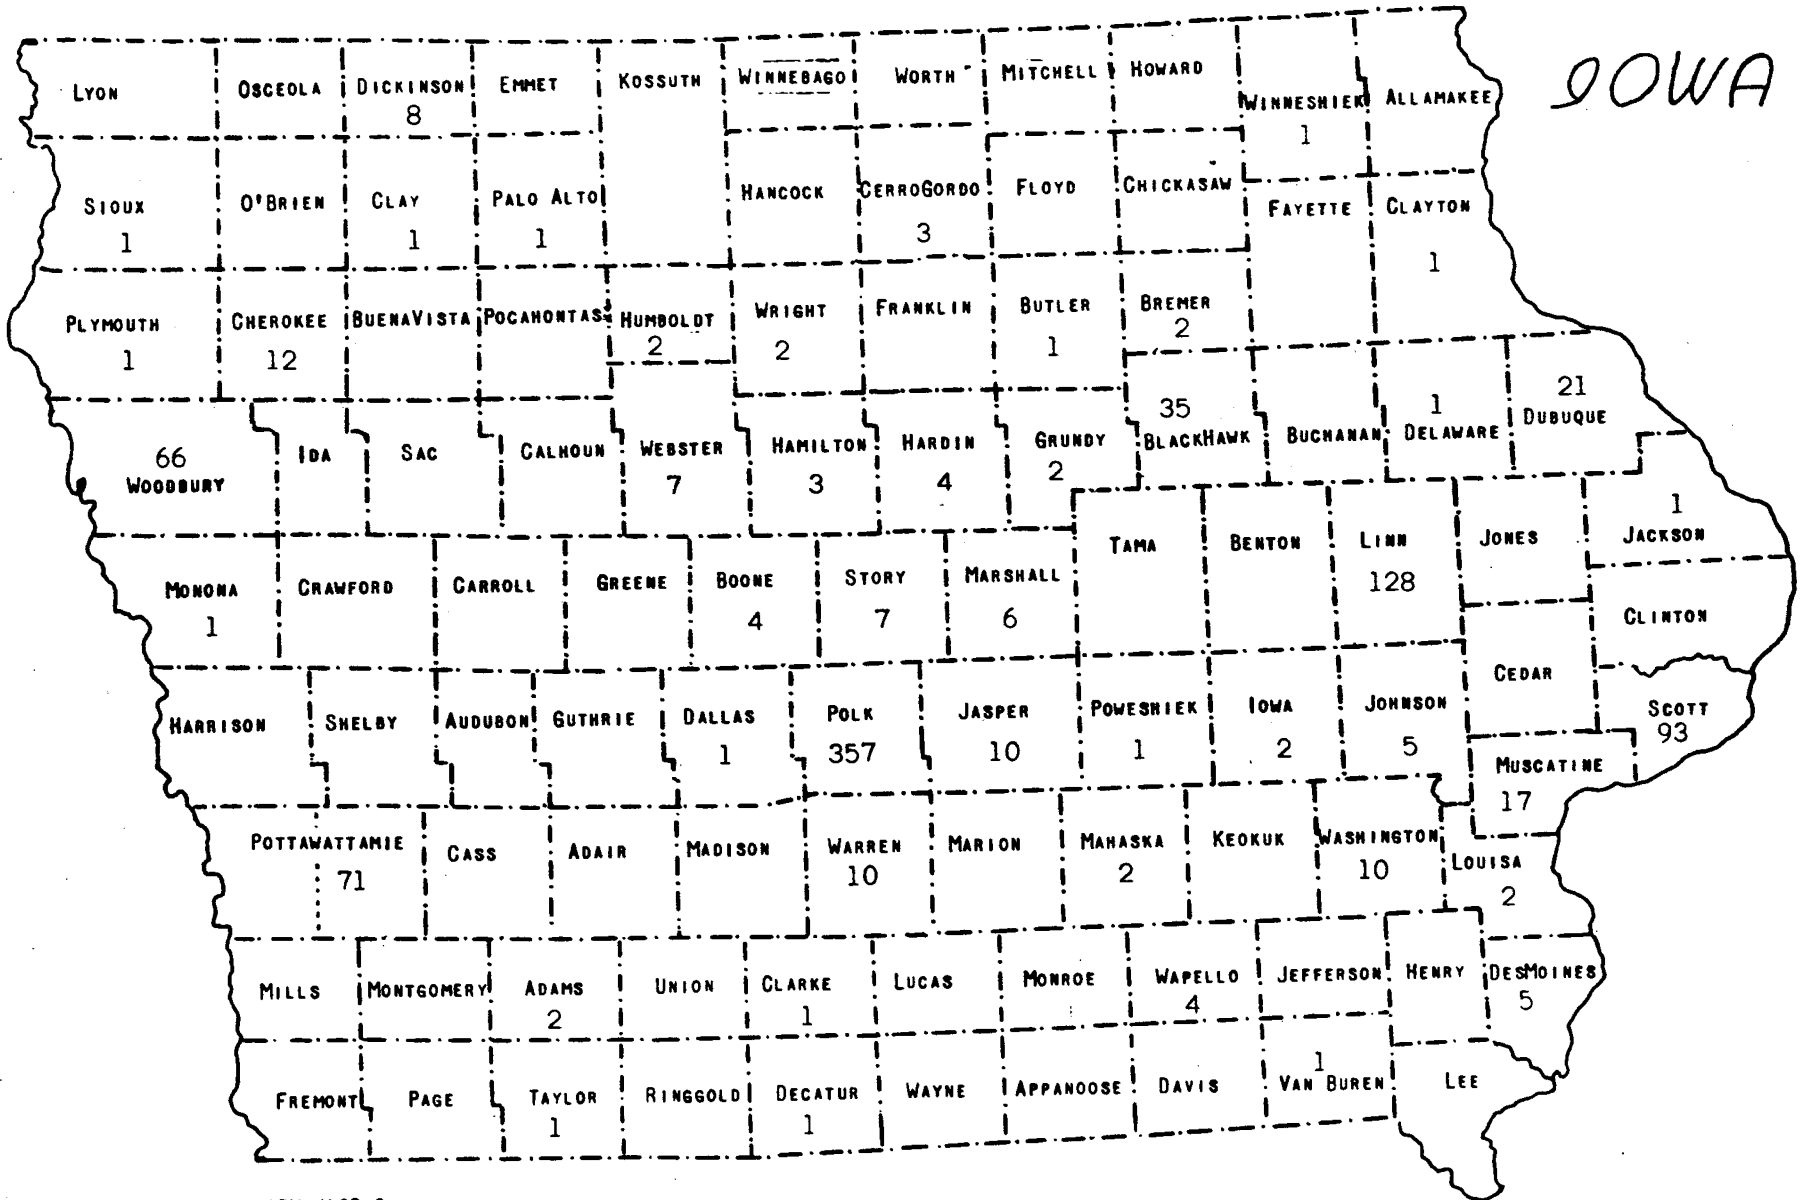 IOWA
LYON
OSCEOLA
DICKINSON
8
EMMET
KOSSUTH
WINNEBAGO
WORTH
MITCHELL
HOWARD
WINNESHIEK
1
ALLAMAKEE
SIOUX
1
O'BRIEN
CLAY
1
PALO ALTO
1
HANCOCK
CERROGORDO
3
FLOYD
CHICKASAW
FAYETTE
CLAYTON
1
PLYMOUTH
1
CHEROKEE
12
BUENAVISTA
POCAHONTAS
HUMBOLDT
2
WRIGHT
2
FRANKLIN
BUTLER
1
BREMER
2
66
WOODBURY
IDA
SAC
CALHOUN
WEBSTER
7
HAMILTON
3
HARDIN
4
GRUNDY
2
35
BLACKHAWK
BUCHANAN
1
DELAWARE
21
DUBUQUE
MONONA
1
CRAWFORD
CARROLL
GREENE
BOONE
4
STORY
7
MARSHALL
6
TAMA
BENTON
LINN
128
JONES
1
JACKSON
CLINTON
HARRISON
SHELBY
AUDUBON
GUTHRIE
DALLAS
1
POLK
357
JASPER
10
POWESHIEK
1
IOWA
2
JOHNSON
5
CEDAR
SCOTT
93
MUSCATINE
17
POTTAWATTAMIE
71
CASS
ADAIR
MADISON
WARREN
10
MARION
MAHASKA
2
KEOKUK
WASHINGTON
10
LOUISA
2
MILLS
MONTGOMERY
ADAMS
2
UNION
CLARKE
1
LUCAS
MONROE
WAPELLO
4
JEFFERSON
HENRY
DESMOINES
5
FREMONT
PAGE
TAYLOR
1
RINGGOLD
DECATUR
1
WAYNE
APPANOOSE
DAVIS
1
VAN BUREN
LEE